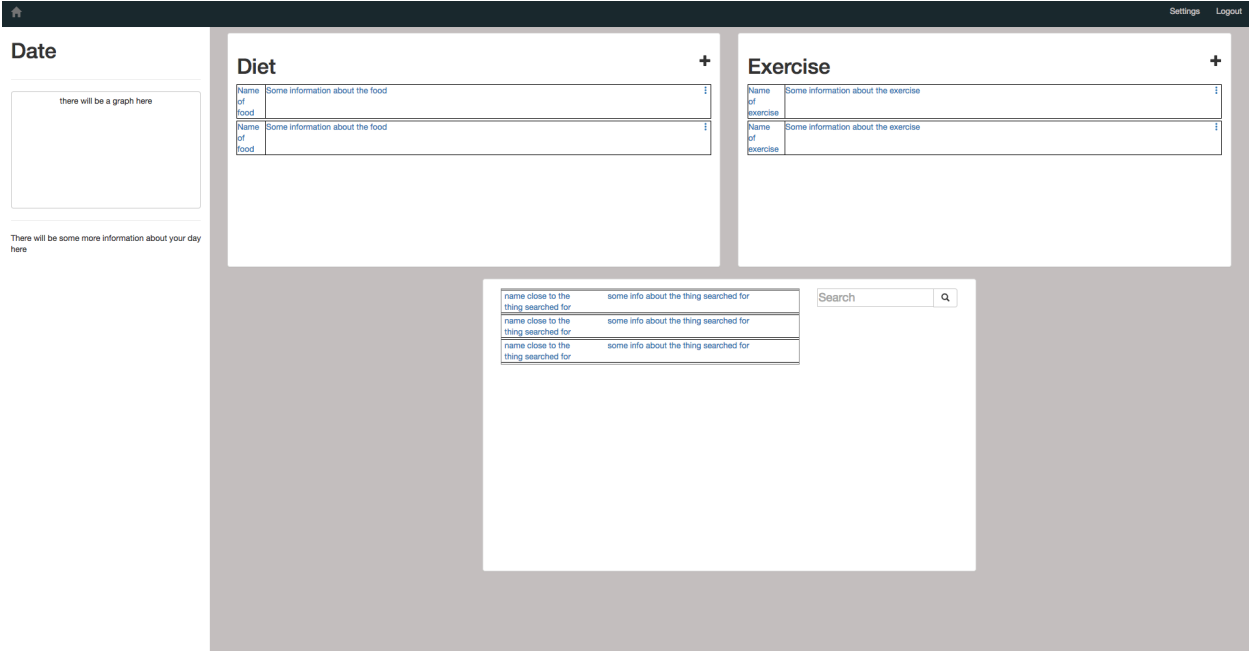 Settings Logout
Date
there will be a graph here
There will be some more information about your day
here
Diet
Name
of
food
Some information about the food
Name
of
food
Some information about the food
Exercise
Name
of
exercise
Some information about the exercise
Name
of
exercise
Some information about the exercise
name close to the
thing searched for
some info about the thing searched for
name close to the
thing searched for
some info about the thing searched for
name close to the
thing searched for
some info about the thing searched for
Search